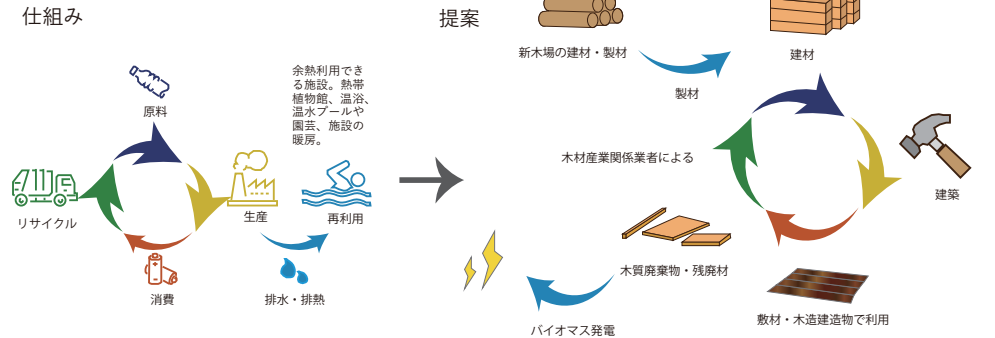 仕組み
原料
余熱利用でき
る施設。熱帯
植物館、温浴、
温水プールや
園芸、施設の
暖房。
リサイクル
生産
再利用
消費
排水・排熱
提案
新木場の建材・製材
製材
建材
木材産業関係業者による
建築
木質廃棄物・残廃材
敷材・木造建造物で利用
バイオマス発電